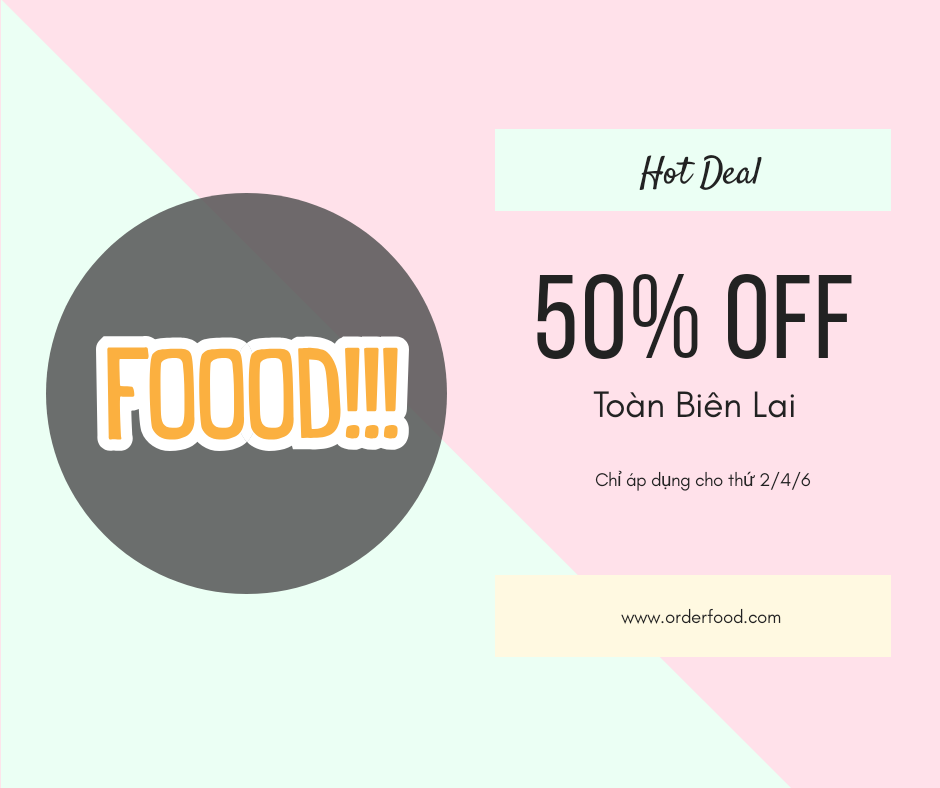 FOOOD!!!
Hot Deal
50% OFF
Toàn Biên Lai
Chỉ áp dụng cho thứ 2/4/6
www.orderfood.com